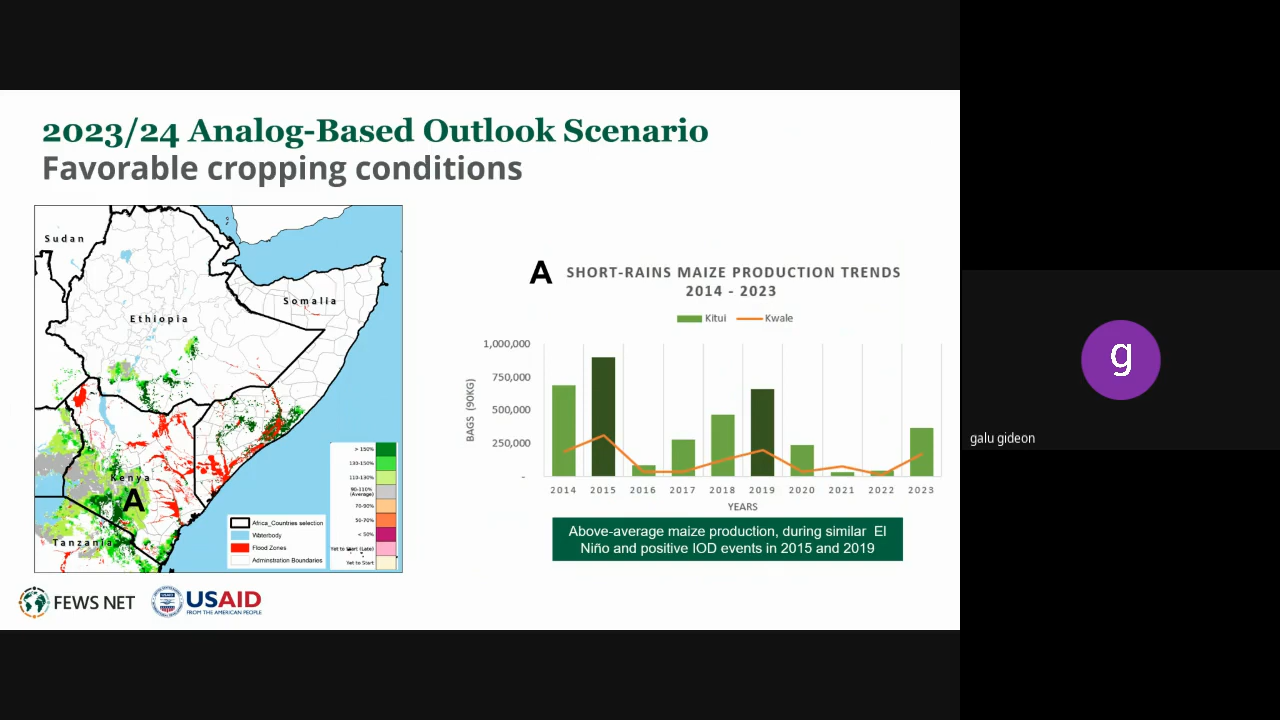 2023/24 Analog-Based Outlook Scenario
Favorable cropping conditions
Sudan
Ethiopia
Somalia
Kenya
A
Tanzania
> 150%
130-150%
110-130%
90-110%
(Average)
70-90%
50-70%
< 50%
Yet to Start (Late)
Yet to Start
Africa_Countries selection
Waterbody
Flood Zones
Adminstration Boundaries
A
SHORT-RAINS MAIZE PRODUCTION TRENDS
2014 - 2023
Kitui
Kwale
BAGS (90KG)
1,000,000
750,000
500,000
250,000
-
2014 2015 2016 2017 2018 2019 2020 2021 2022 2023
YEARS
Above-average maize production, during similar El
Niño and positive IOD events in 2015 and 2019
FEWS NET
USAID
FROM THE AMERICAN PEOPLE
g
galu gideon